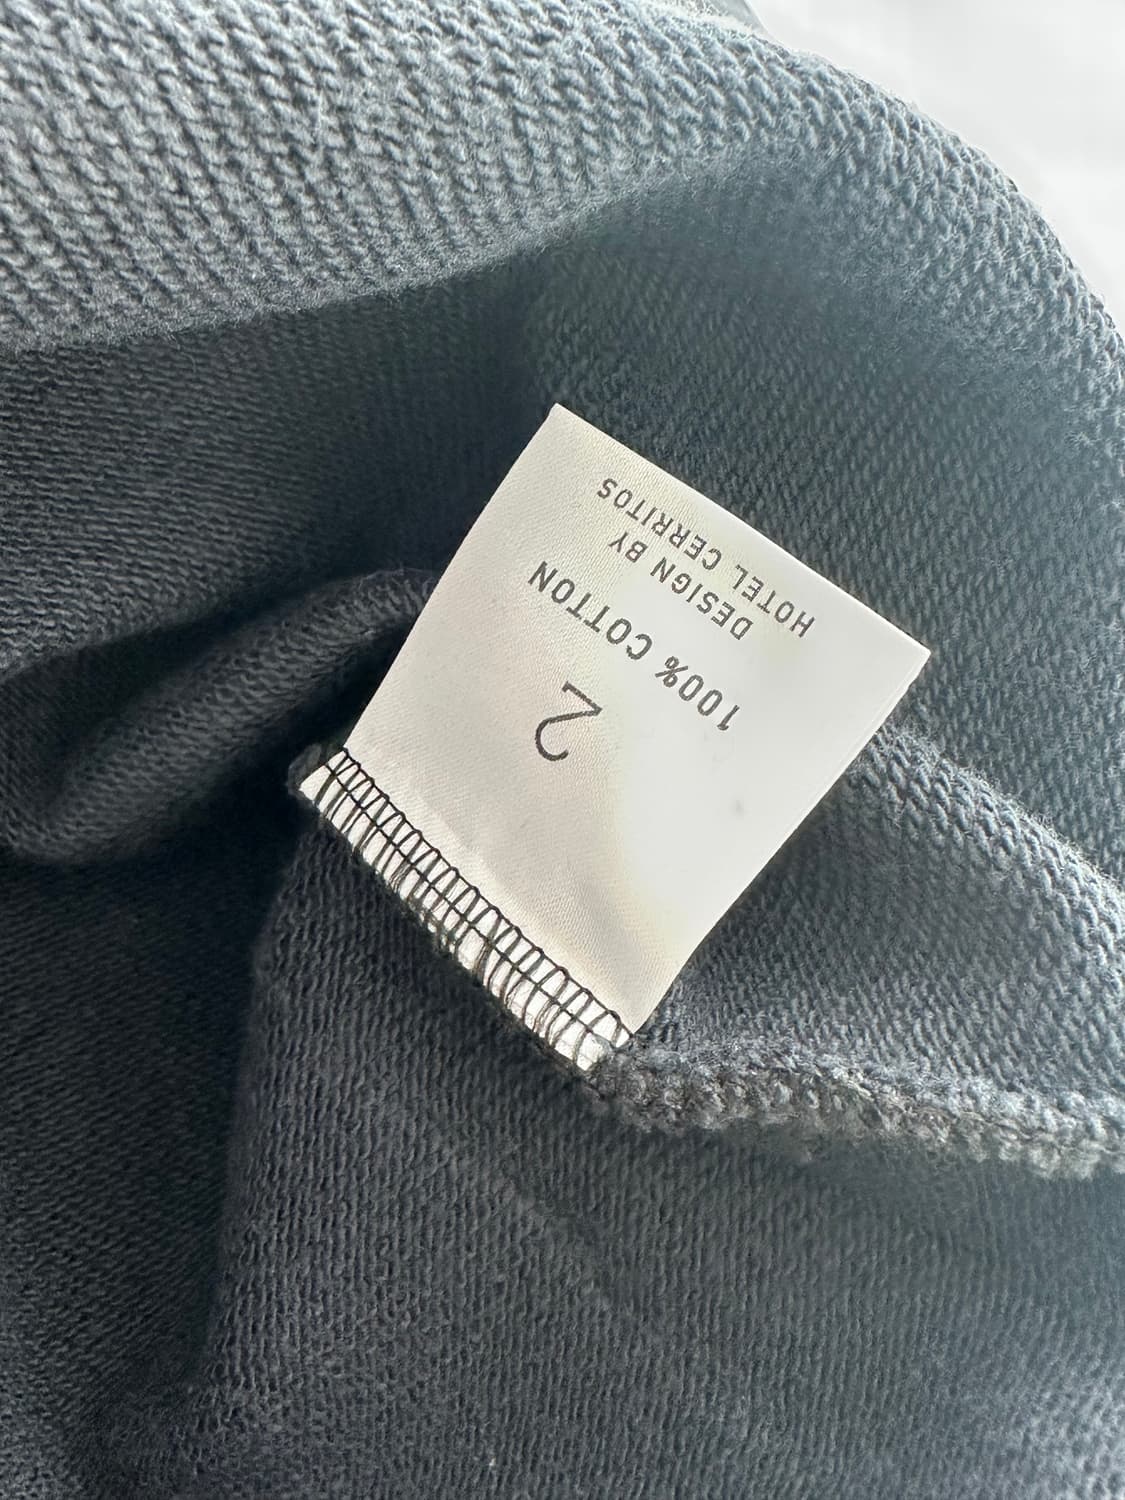 2
100% COTTON
DESIGN BY
HOTEL CERRITOS